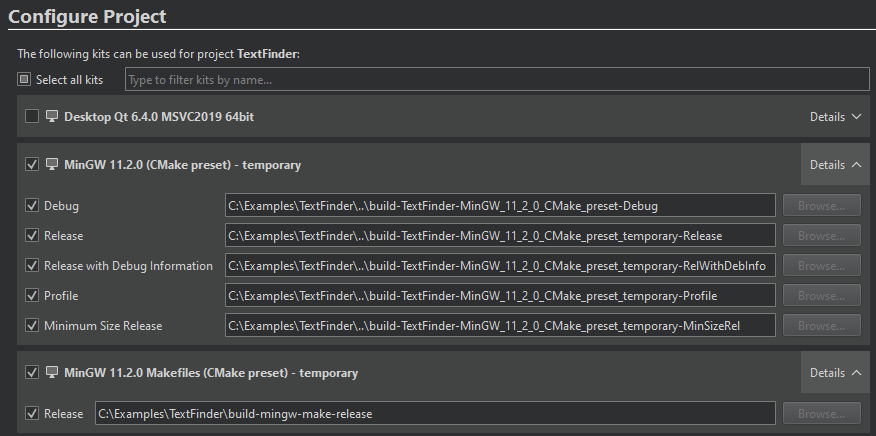 Configure Project
The following kits can be used for project TextFinder:
Select all kits
Type to filter kits by name...
Desktop Qt 6.4.0 MSVC2019 64bit Details
MinGW 11.2.0 (CMake preset) - temporary Details
Debug C:\Examples\TextFinder\..\build-TextFinder-MinGW_11_2_0_CMake_preset-Debug Browse...
Release C:\Examples\TextFinder\..\build-TextFinder-MinGW_11_2_0_CMake_preset_temporary-Release Browse...
Release with Debug Information C:\Examples\TextFinder\..\build-TextFinder-MinGW_11_2_0_CMake_preset_temporary-RelWithDebInfo Browse...
Profile C:\Examples\TextFinder\..\build-TextFinder-MinGW_11_2_0_CMake_preset_temporary-Profile Browse...
Minimum Size Release C:\Examples\TextFinder\..\build-TextFinder-MinGW_11_2_0_CMake_preset_temporary-MinSizeRel Browse...
MinGW 11.2.0 Makefiles (CMake preset) - temporary Details
Release C:\Examples\TextFinder\build-mingw-make-release Browse...